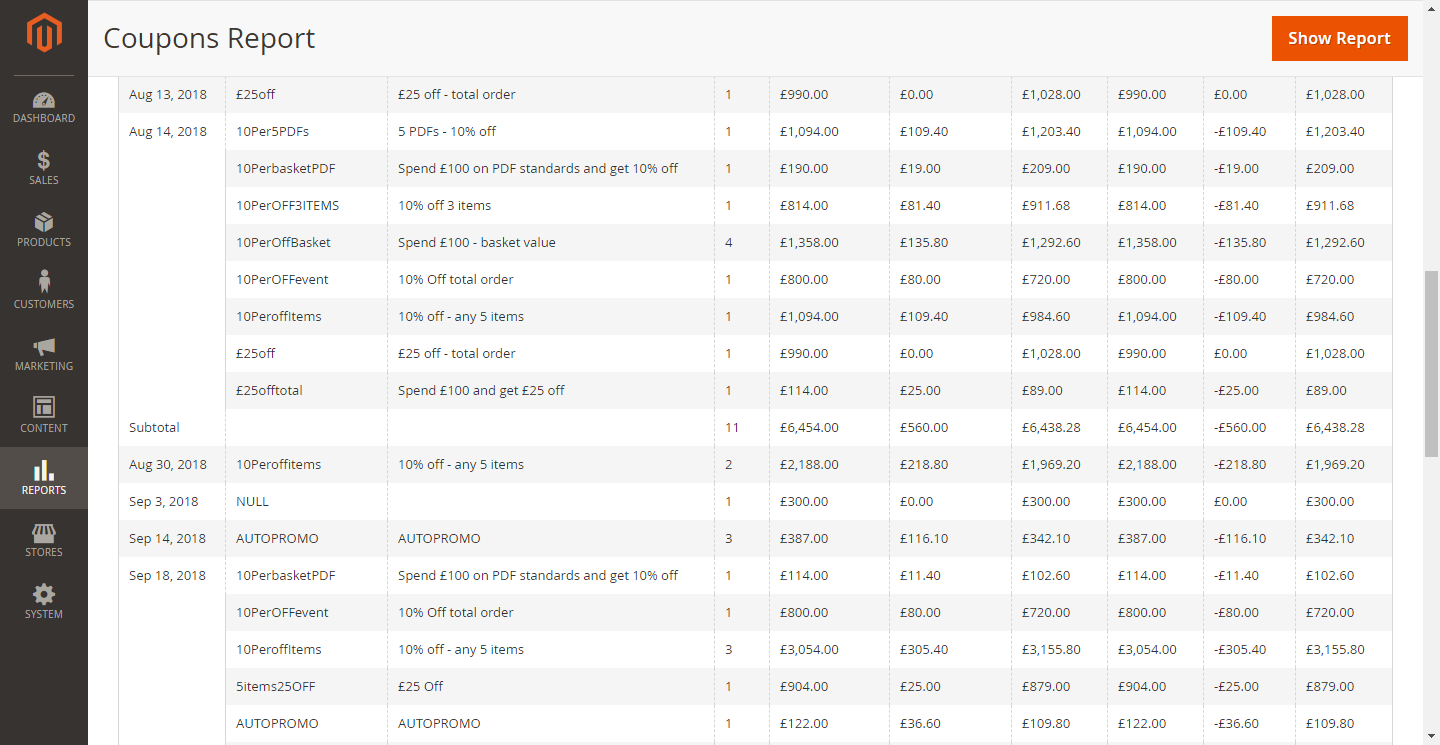 Coupons Report
Show Report
DASHBOARD
SALES
PRODUCTS
CUSTOMERS
MARKETING
CONTENT
REPORTS
STORES
SYSTEM
Aug 13, 2018 £25off £25 off - total order 1 £990.00 £0.00 £1,028.00 £990.00 £0.00 £1,028.00
Aug 14, 2018 10Per5PDFs 5 PDFs - 10% off 1 £1,094.00 £109.40 £1,203.40 £1,094.00 -£109.40 £1,203.40
10PerbasketPDF Spend £100 on PDF standards and get 10% off 1 £190.00 £19.00 £209.00 £190.00 -£19.00 £209.00
10PerOFF3ITEMS 10% off 3 items 1 £814.00 £81.40 £911.68 £814.00 -£81.40 £911.68
10PerOffBasket Spend £100 - basket value 4 £1,358.00 £135.80 £1,292.60 £1,358.00 -£135.80 £1,292.60
10PerOFFevent 10% Off total order 1 £800.00 £80.00 £720.00 £800.00 -£80.00 £720.00
10PeroffItems 10% off - any 5 items 1 £1,094.00 £109.40 £984.60 £1,094.00 -£109.40 £984.60
£25off £25 off - total order 1 £990.00 £0.00 £1,028.00 £990.00 £0.00 £1,028.00
£25offtotal Spend £100 and get £25 off 1 £114.00 £25.00 £89.00 £114.00 -£25.00 £89.00
Subtotal 11 £6,454.00 £560.00 £6,438.28 £6,454.00 -£560.00 £6,438.28
Aug 30, 2018 10Peroffitems 10% off - any 5 items 2 £2,188.00 £218.80 £1,969.20 £2,188.00 -£218.80 £1,969.20
Sep 3, 2018 NULL 1 £300.00 £0.00 £300.00 £300.00 £0.00 £300.00
Sep 14, 2018 AUTOPROMO AUTOPROMO 3 £387.00 £116.10 £342.10 £387.00 -£116.10 £342.10
Sep 18, 2018 10PerbasketPDF Spend £100 on PDF standards and get 10% off 1 £114.00 £11.40 £102.60 £114.00 -£11.40 £102.60
10PerOFFevent 10% Off total order 1 £800.00 £80.00 £720.00 £800.00 -£80.00 £720.00
10PeroffItems 10% off - any 5 items 3 £3,054.00 £305.40 £3,155.80 £3,054.00 -£305.40 £3,155.80
5items25OFF £25 Off 1 £904.00 £25.00 £879.00 £904.00 -£25.00 £879.00
AUTOPROMO AUTOPROMO 1 £122.00 £36.60 £109.80 £122.00 -£36.60 £109.80